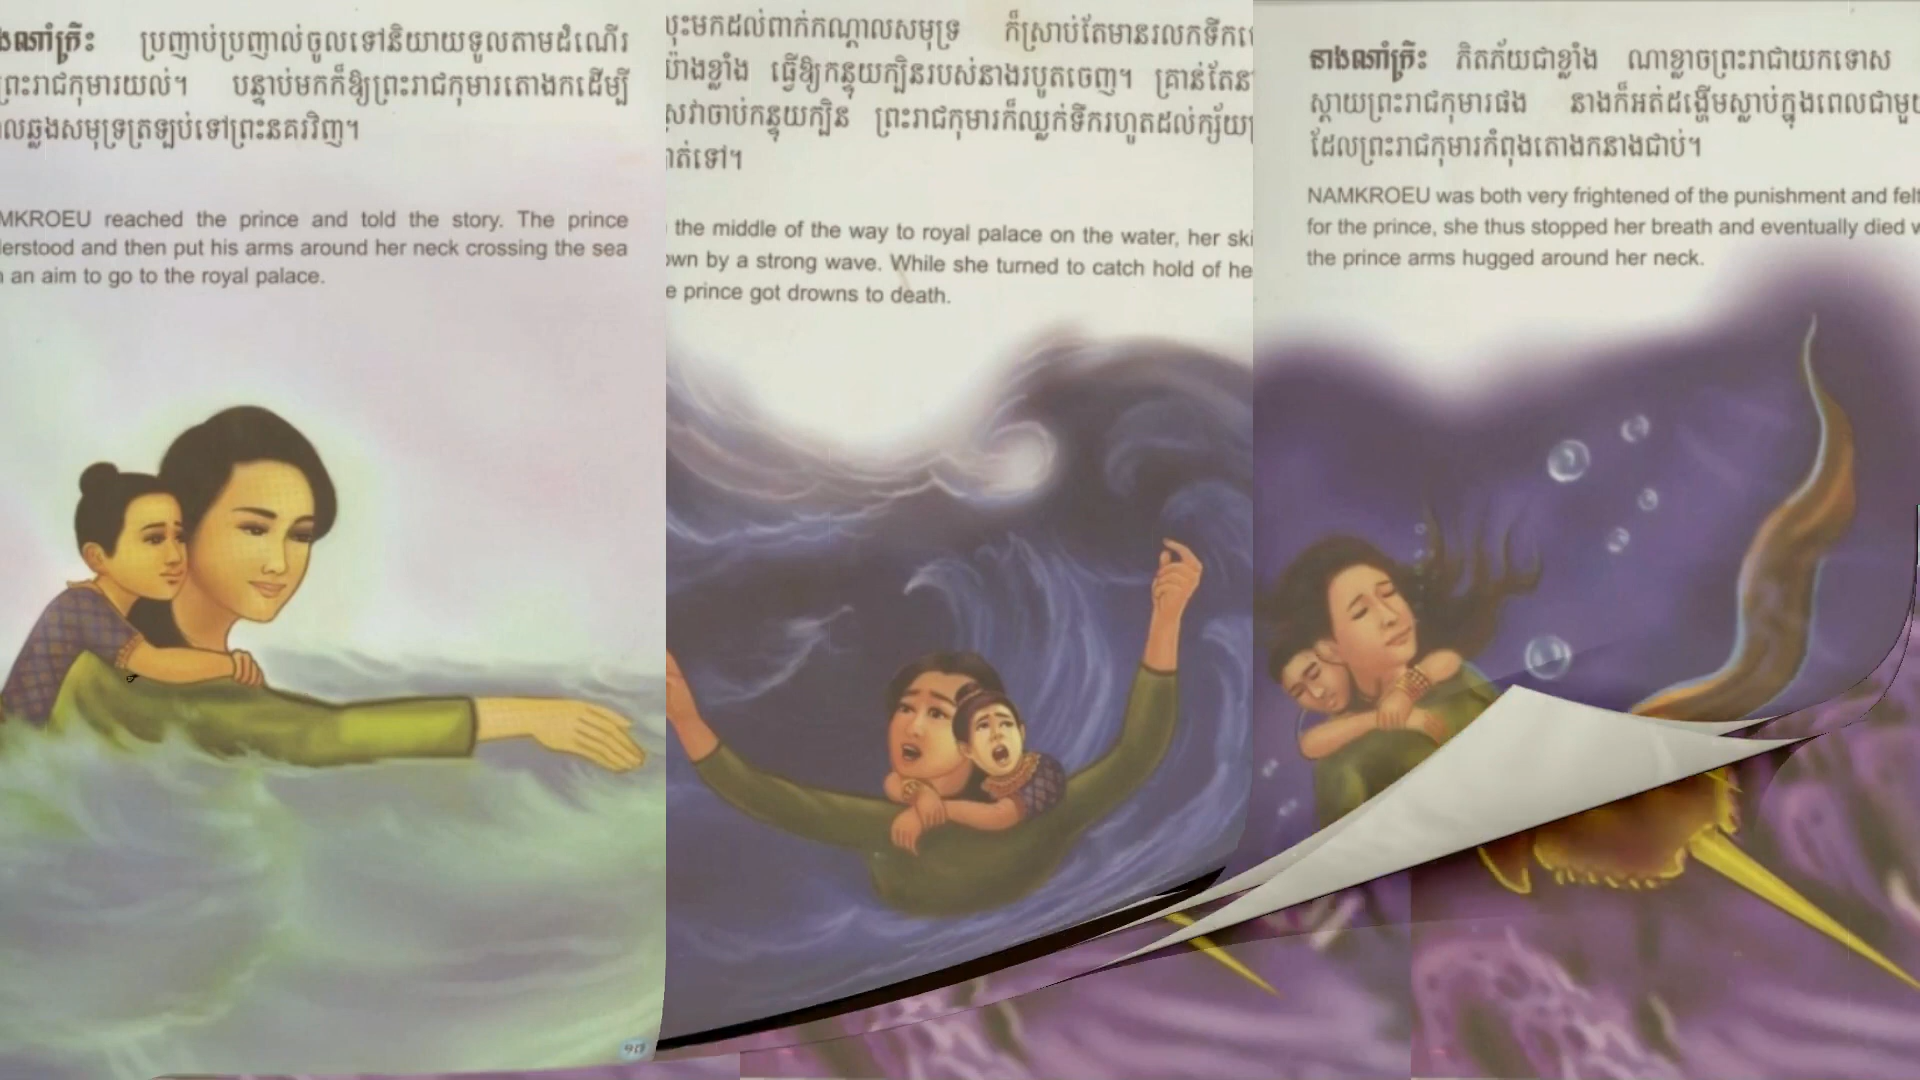 ប្រញាប់ប្រញាល់ចូលទៅនិយាយទូលតាមដំណើរ
ព្រះរាជកុមារយល់។ បន្ទាប់មកក៏ឱ្យព្រះរាជកុមារតោងកដើម្បី
ឆ្លងសមុទ្រត្រឡប់ទៅព្រះនគរវិញ។
MKROEU reached the prince and told the story. The prince
derstood and then put his arms around her neck crossing the sea
an aim to go to the royal palace.
៣៥
លុះមកដល់ពាក់កណ្តាលសមុទ្រ ក៏ស្រាប់តែមានរលកទឹកបោ
យ៉ាងខ្លាំង ធ្វើឱ្យកន្ទុយក្បិនរបស់នាងរបូតចេញ។ គ្រាន់តែន
ស្រវាចាប់កន្ទុយក្បិន ព្រះរាជកុមារក៏ឈ្លក់ទឹករហូតដល់ក្ស័យ
ត់ទៅ។
the middle of the way to royal palace on the water, her ski
own by a strong wave. While she turned to catch hold of he
e prince got drowns to death.
នាងណាំគ្រឺះ ភិតភ័យជាខ្លាំង ណាខ្លាចព្រះរាជាយកទោស
ស្តាយព្រះរាជកុមារផង នាងក៏អត់ដង្ហើមស្លាប់ក្នុងពេលជាមួយ
ដែលព្រះរាជកុមារកំពុងតោងកនាងជាប់។
NAMKROEU was both very frightened of the punishment and felt
for the prince, she thus stopped her breath and eventually died w
the prince arms hugged around her neck.